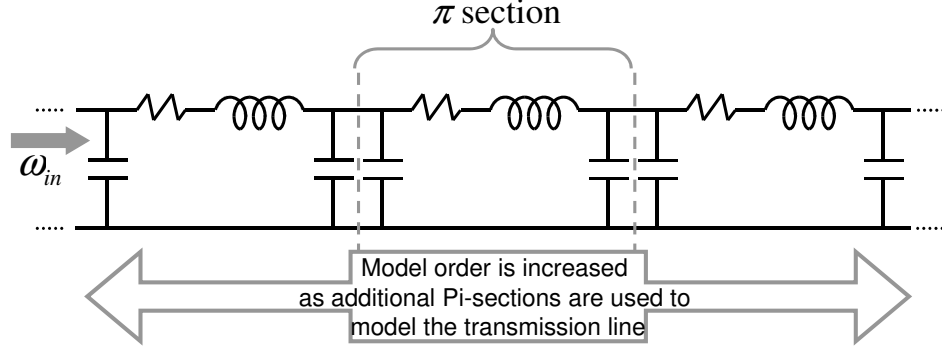 π section
ω_in
Model order is increased
as additional Pi-sections are used to
model the transmission line